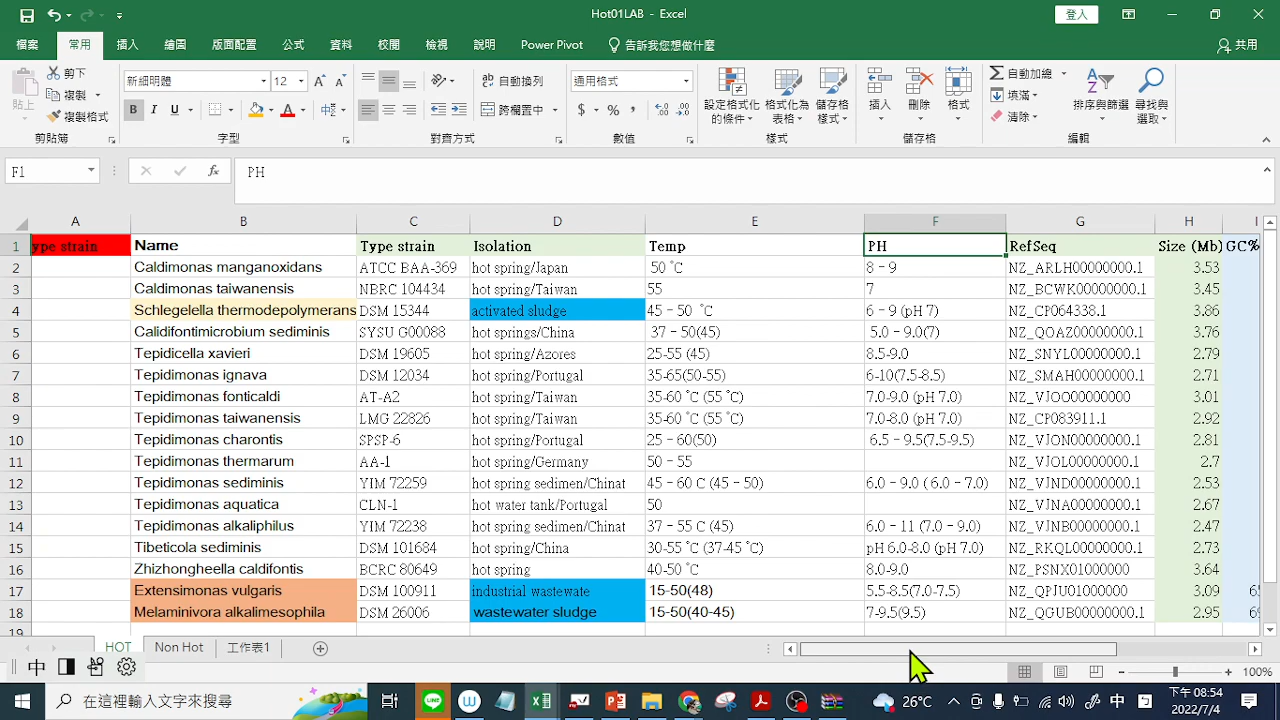 Hot01LAB – Excel
登入
檔案 常用 插入 繪圖 版面配置 公式 資料 校閱 檢視 說明 Power Pivot 告訴我您想做什麼 共用
貼上 剪下 複製 複製格式 剪貼簿
新細明體 12 B I U A 字型
ab 自動換列 跨欄置中 對齊方式
通用格式 $ % , 數值
設定格式化的條件 格式化為表格 儲存格樣式 樣式
插入 刪除 格式 儲存格
自動加總 填滿 清除 排序與篩選 尋找與選取 編輯
F1 fx PH
A B C D E F G H I
1 ype strain Name Type strain Isolation Temp PH RefSeq Size (Mb) GC%
2 Caldimonas manganoxidans ATCC BAA-369 hot spring/Japan 50 ˚C 8 – 9 NZ_ARLH00000000.1 3.53
3 Caldimonas taiwanensis NBRC 104434 hot spring/Taiwan 55 7 NZ_BCWK00000000.1 3.45
4 Schlegelella thermodepolymerans DSM 15344 activated sludge 45 – 50 ˚C 6 – 9 (pH 7) NZ_CP064338.1 3.86
5 Calidifontimicrobium sediminis SYSU G00088 hot springs/China 37 – 50(45) 5.0 – 9.0(7) NZ_QOAZ00000000.1 3.76
6 Tepidicella xavieri DSM 19605 hot spring/Azores 25-55 (45) 8.5-9.0 NZ_SNYL00000000.1 2.79
7 Tepidimonas ignava DSM 12034 hot spring/Portugal 35-65(50-55) 6-10(7.5-8.5) NZ_SMAH00000000.1 2.71
8 Tepidimonas fonticaldi AT-A2 hot spring/Taiwan 35-60 ˚C (55 ˚C) 7.0-9.0 (pH 7.0) NZ_VJOO00000000 3.01
9 Tepidimonas taiwanensis LMG 22826 hot spring/Taiwan 35-60 ˚C (55 ˚C) 7.0-8.0 (pH 7.0) NZ_CP083911.1 2.92
10 Tepidimonas charontis SPSP-6 hot spring/Portugal 25 – 60(50) 6.5 – 9.5(7.5-9.5) NZ_VJON00000000.1 2.81
11 Tepidimonas thermarum AA-1 hot spring/Germany 50 – 55 NZ_VJOL00000000.1 2.7
12 Tepidimonas sediminis YIM 72259 hot spring sedimen/Chinat 45 – 60 C (45 – 50) 6.0 – 9.0 ( 6.0 – 7.0) NZ_VJND00000000.1 2.53
13 Tepidimonas aquatica CLN-1 hot water tank/Portugal 50 NZ_VJNA00000000.1 2.67
14 Tepidimonas alkaliphilus YIM 72238 hot spring sedimen/Chinat 37 – 55 C (45) 6.0 – 11 (7.0 – 9.0) NZ_VJNB00000000.1 2.47
15 Tibeticola sediminis DSM 101684 hot spring/China 30-55 ˚C (37-45 ˚C) pH 6.0-8.0 (pH 7.0) NZ_RKQL00000000.1 2.73
16 Zhizhongheella caldifontis BCRC 80649 hot spring 40-50 ˚C 8.0-9.0 NZ_PSNX01000000 3.64
17 Extensimonas vulgaris DSM 100911 industrial wastewate 15-50(48) 5.5-8.5(7.0-7.5) NZ_QPJU01000000 3.09
18 Melaminivora alkalimesophila DSM 26006 wastewater sludge 15-50(40-45) 7-9.5(9.5) NZ_QGUB00000000.1 3.78
19
HOT Non Hot 工作表1
中 100%
在這裡輸入文字來搜尋 LINE 26°C 中 下午 08:54
2022/7/4